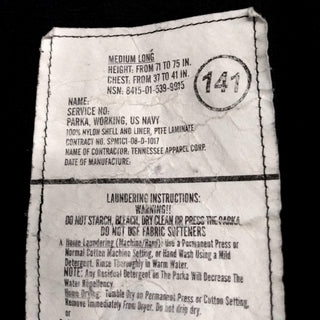 MEDIUM LONG
HEIGHT: FROM 71 TO 75 IN.
CHEST: FROM 37 TO 41 IN.
NSN: 8415-01-539-9915
141
NAME:
SERVICE NO:
PARKA, WORKING, US NAVY
100% NYLON SHELL AND LINER, PTFE LAMINATE
CONTRACT NO. SPM1C1-08-D-1017
NAME OF CONTRACTOR: TENNESSEE APPAREL CORP.
DATE OF MANUFACTURE:
LAUNDERING INSTRUCTIONS:
WARNING!!
DO NOT STARCH, BLEACH, DRY CLEAN OR PRESS THE PARKA
DO NOT USE FABRIC SOFTENERS
A. Home Laundering (Machine/Hand): Use a Permanent Press or
Normal Cotton Machine Setting, or Hand Wash Using a Mild
Detergent. Rinse Thoroughly in Warm Water.
NOTE: Any Residual Detergent on The Parka Will Decrease The
Water Repellency.
Home Drying: Tumble Dry on Permanent Press or Cotton Setting,
Remove Immediately From Dryer. Do not drip dry,